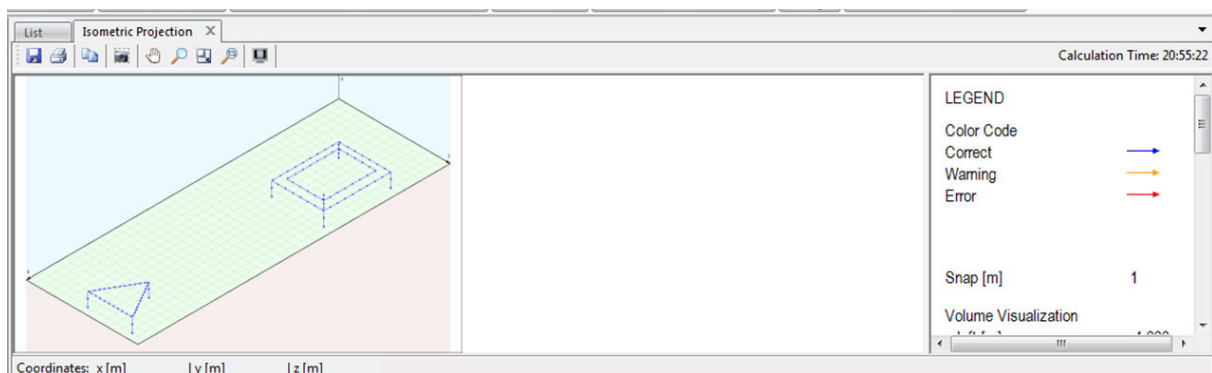 List
Isometric Projection X
Calculation Time: 20:55:22
LEGEND
Color Code
Correct
Warning
Error
Snap [m] 1
Volume Visualization
Coordinates: x [m] | y [m] | z [m]